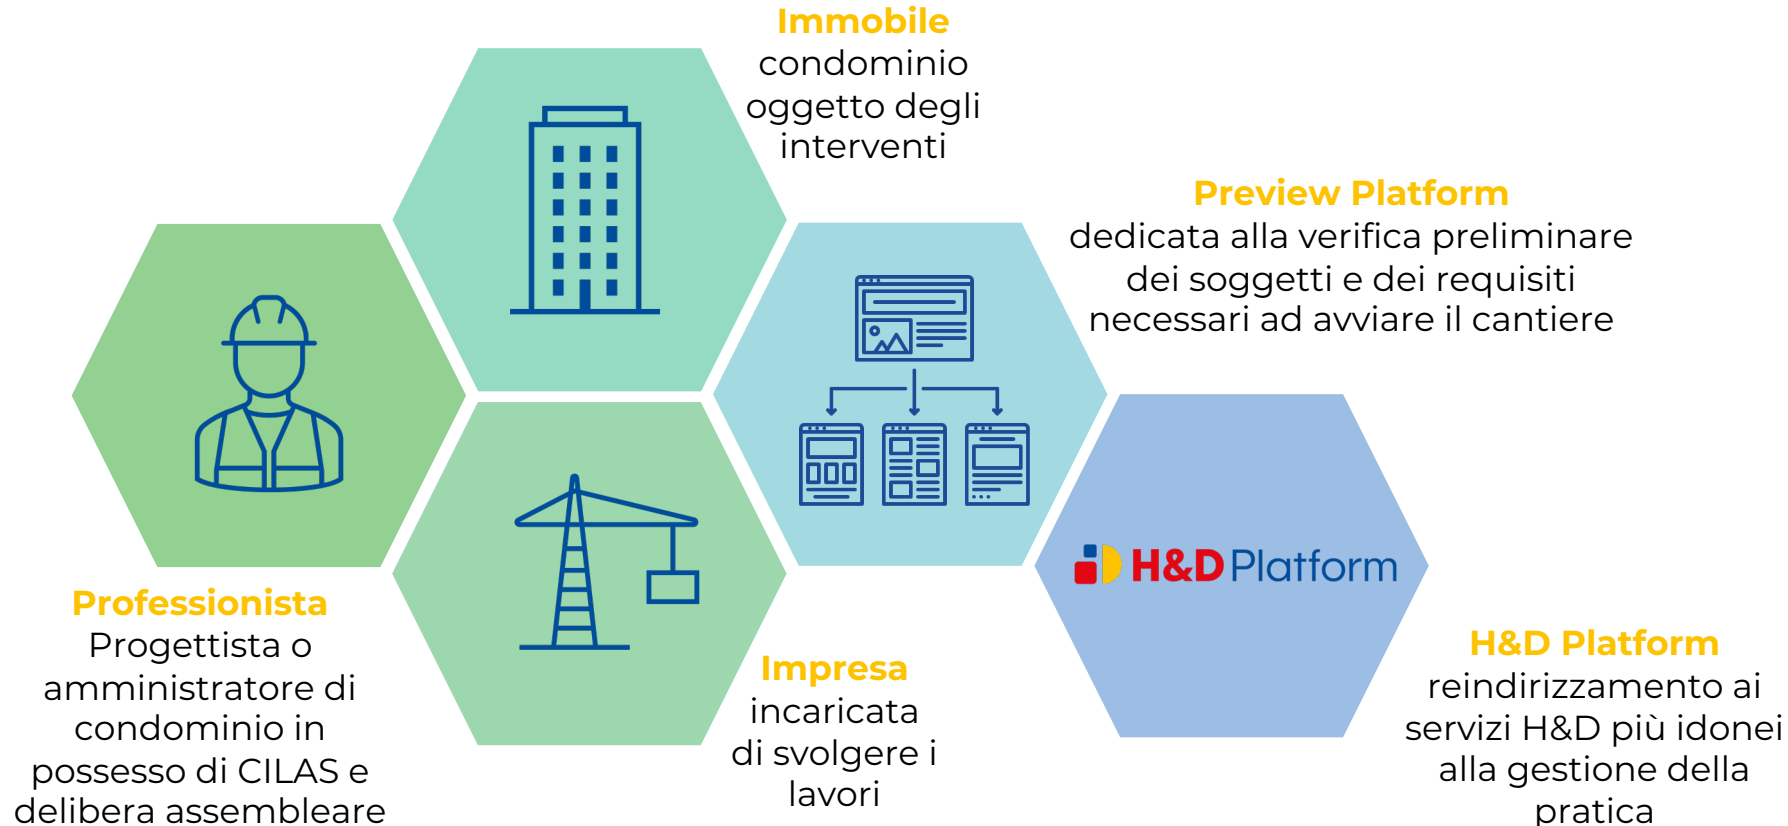 Immobile
condominio
oggetto degli
interventi
Preview Platform
dedicata alla verifica preliminare
dei soggetti e dei requisiti
necessari ad avviare il cantiere
H&D Platform
Professionista
Progettista o
amministratore di
condominio in
possesso di CILAS e
delibera assembleare
Impresa
incaricata
di svolgere i
lavori
H&D Platform
reindirizzamento ai
servizi H&D più idonei
alla gestione della
pratica